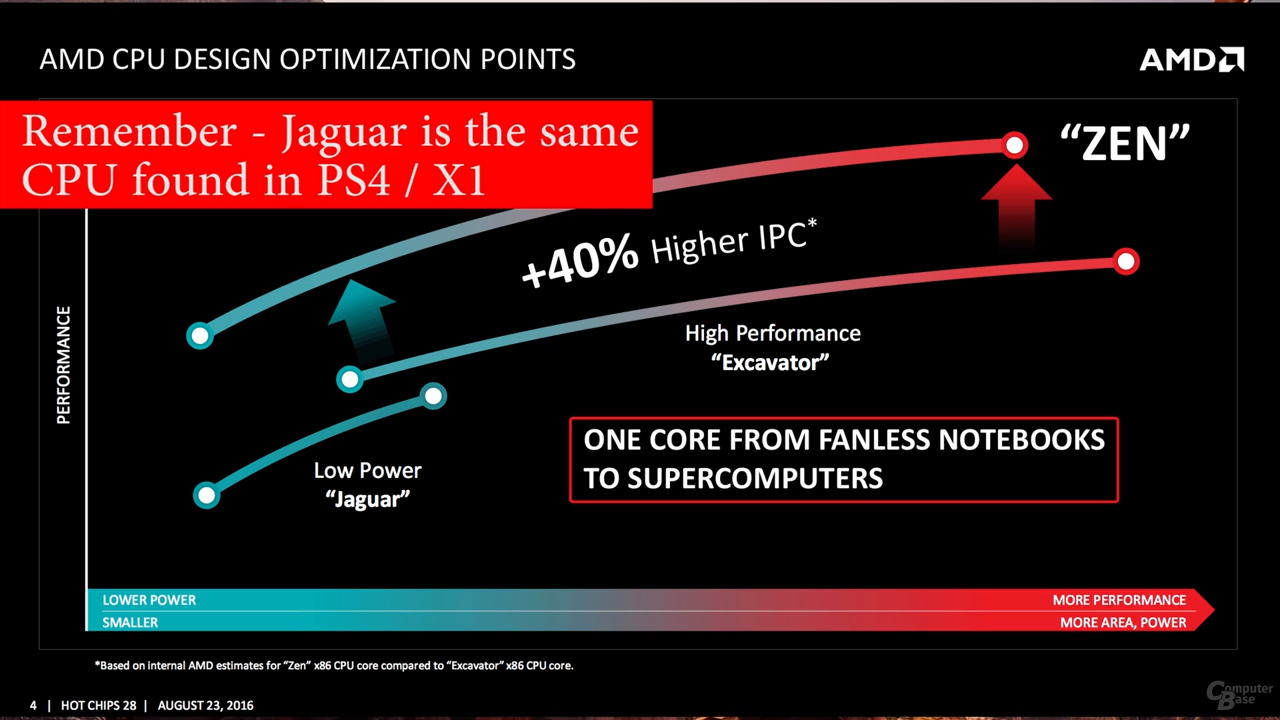 AMD CPU DESIGN OPTIMIZATION POINTS
AMD
Remember - Jaguar is the same
CPU found in PS4 / X1
“ZEN”
+40% Higher IPC*
PERFORMANCE
High Performance
“Excavator”
ONE CORE FROM FANLESS NOTEBOOKS
TO SUPERCOMPUTERS
Low Power
“Jaguar”
LOWER POWER
MORE PERFORMANCE
SMALLER
MORE AREA, POWER
*Based on internal AMD estimates for “Zen” x86 CPU core compared to “Excavator” x86 CPU core.
4 | HOT CHIPS 28 | AUGUST 23, 2016
Computer
Base